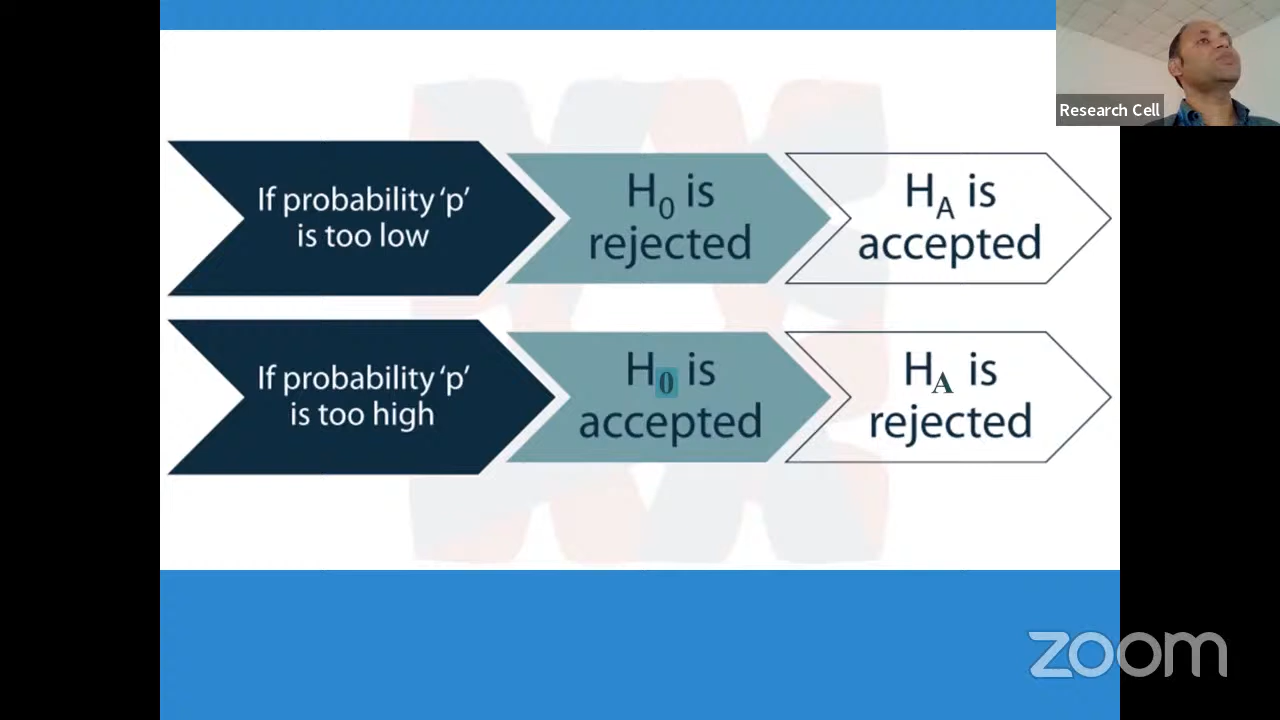 Research Cell
If probability ‘p’
is too low
H0 is
rejected
HA is
accepted
If probability ‘p’
is too high
H0 is
accepted
HA is
rejected
zoom